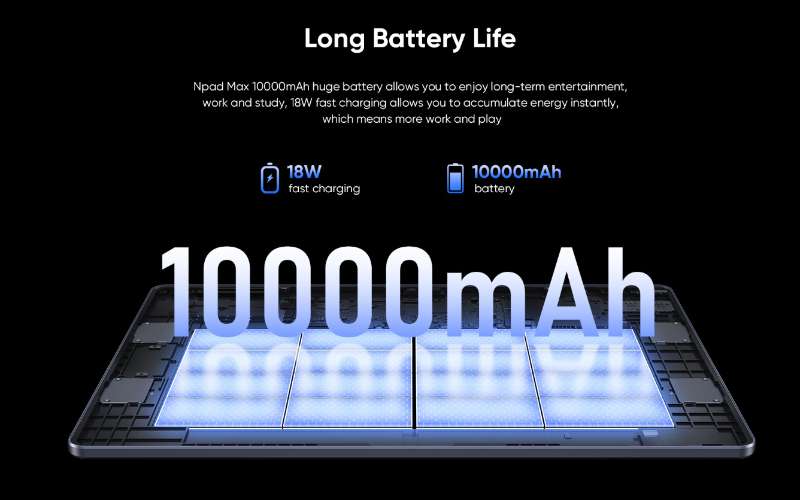 Long Battery Life
Npad Max 10000mAh huge battery allows you to enjoy long-term entertainment,
work and study, 18W fast charging allows you to accumulate energy instantly,
which means more work and play
18W
fast charging
10000mAh
battery
10000mAh